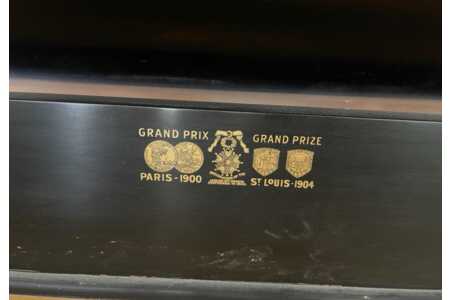 GRAND PRIX
PARIS-1900
GRAND PRIZE
ST LOUIS-1904